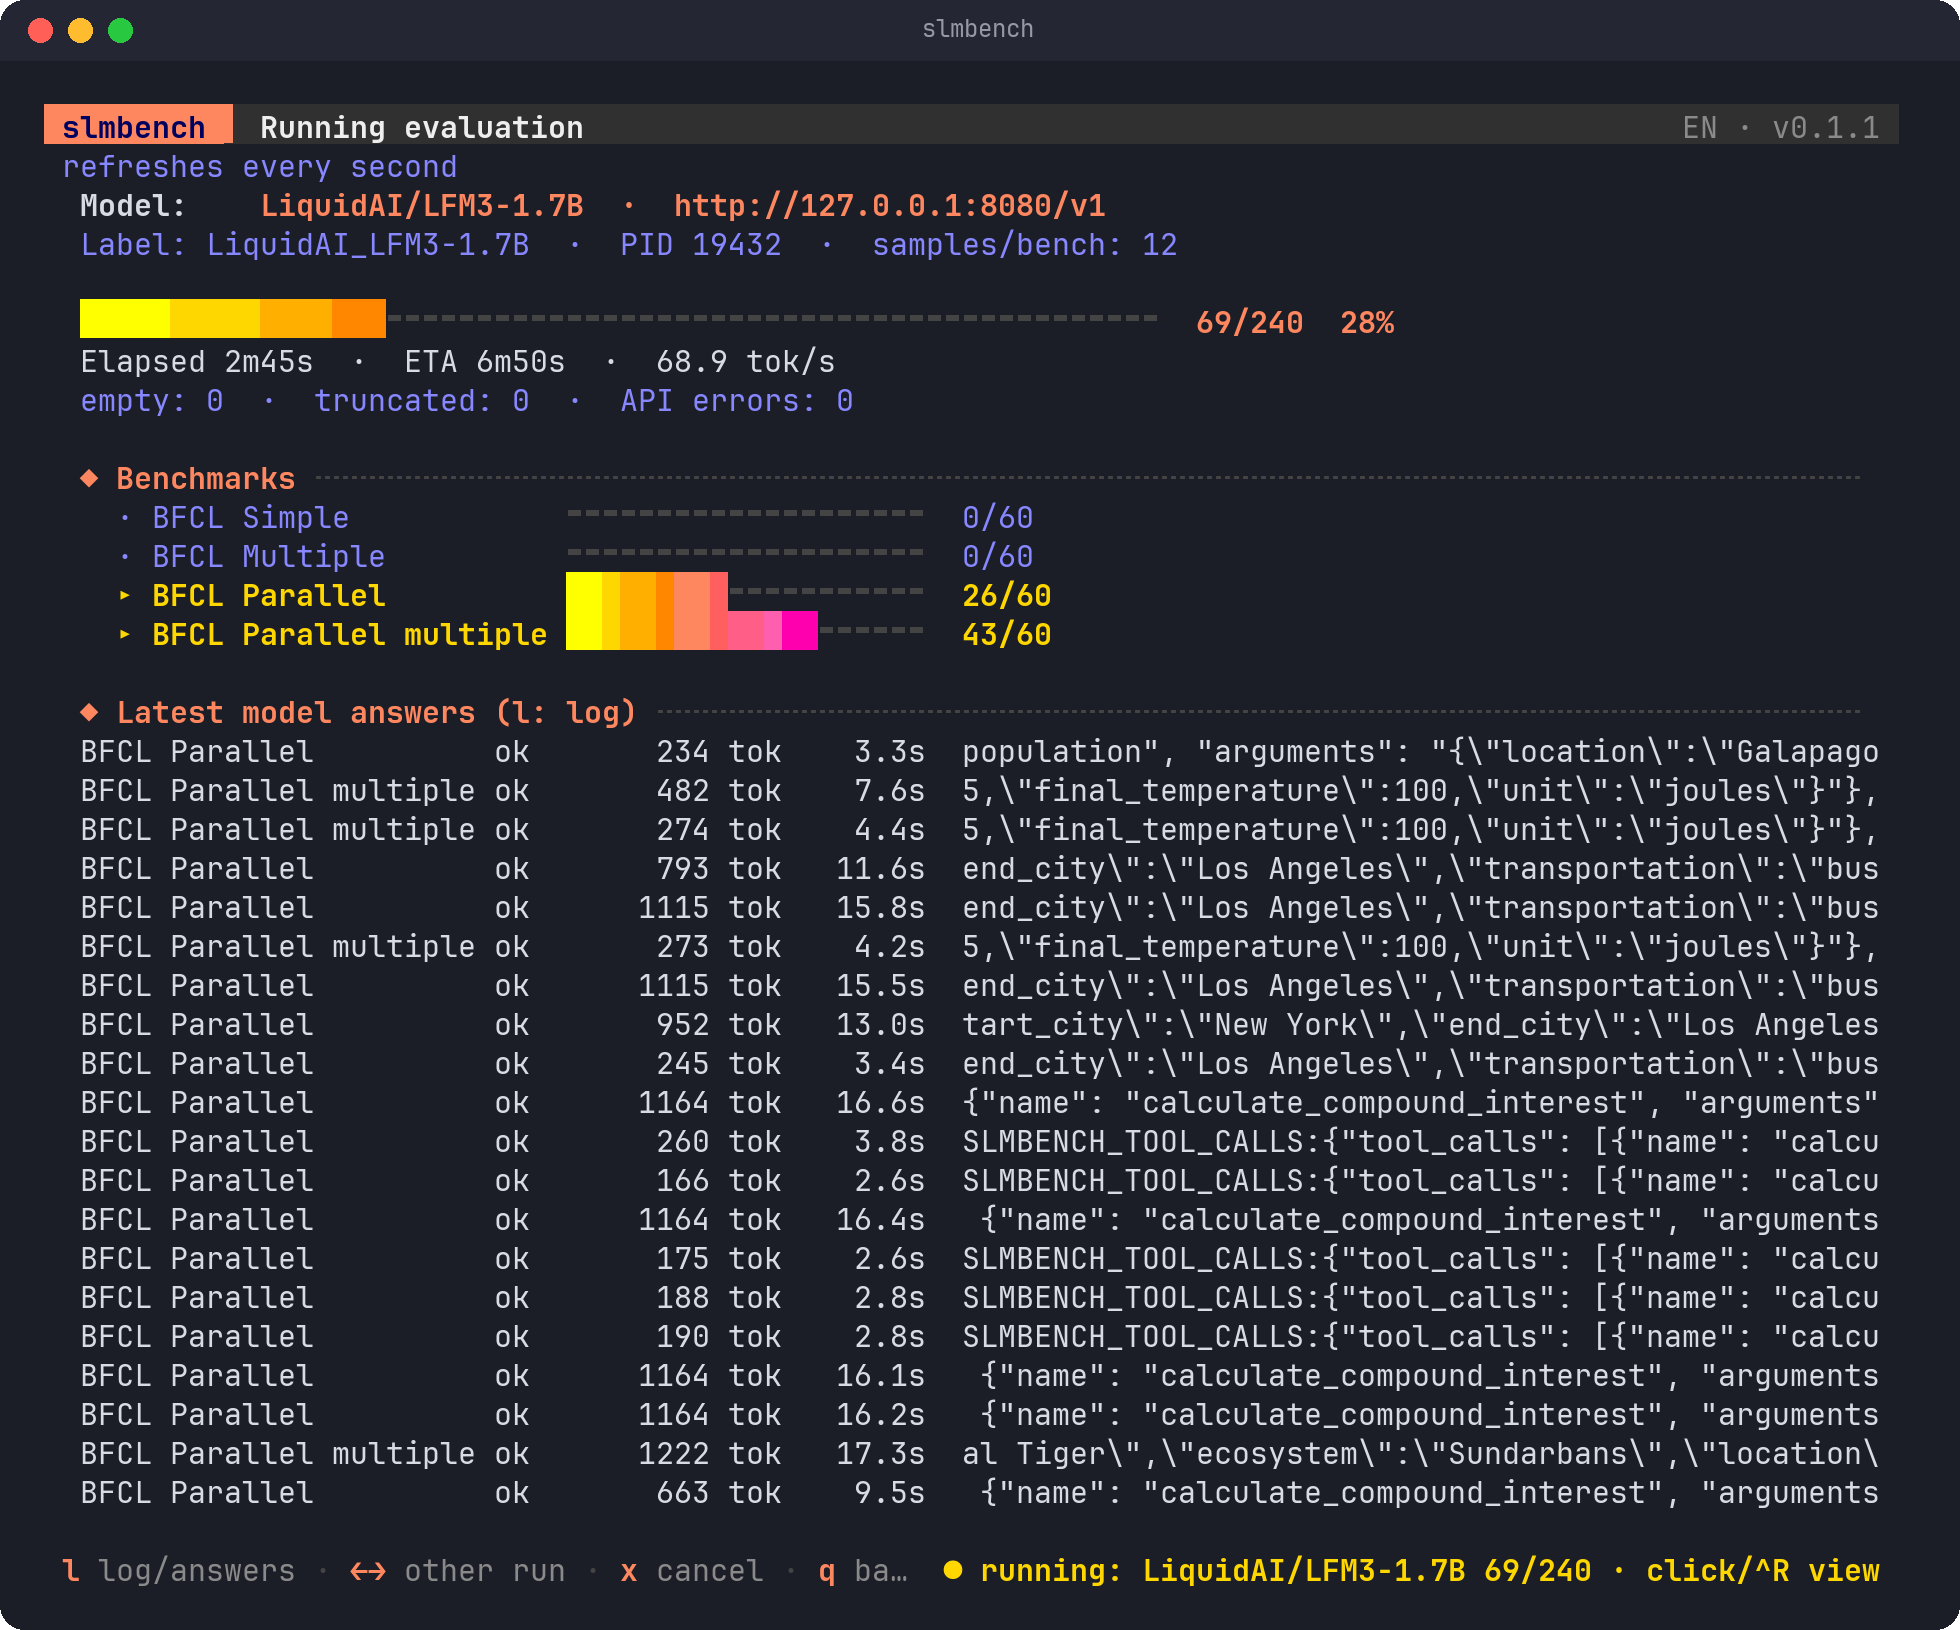 slmbench
slmbench Running evaluation EN · v0.1.1
refreshes every second
Model: LiquidAI/LFM3-1.7B · http://127.0.0.1:8080/v1
Label: LiquidAI_LFM3-1.7B · PID 19432 · samples/bench: 12
69/240 28%
Elapsed 2m45s · ETA 6m50s · 68.9 tok/s
empty: 0 · truncated: 0 · API errors: 0
◆ Benchmarks
· BFCL Simple 0/60
· BFCL Multiple 0/60
▸ BFCL Parallel 26/60
▸ BFCL Parallel multiple 43/60
◆ Latest model answers (l: log)
BFCL Parallel ok 234 tok 3.3s population", "arguments": "{\"location\":\"Galapago
BFCL Parallel multiple ok 482 tok 7.6s 5,\"final_temperature\":100,\"unit\":\"joules\"}"},
BFCL Parallel multiple ok 274 tok 4.4s 5,\"final_temperature\":100,\"unit\":\"joules\"}"},
BFCL Parallel ok 793 tok 11.6s end_city\":\"Los Angeles\",\"transportation\":\"bus
BFCL Parallel ok 1115 tok 15.8s end_city\":\"Los Angeles\",\"transportation\":\"bus
BFCL Parallel multiple ok 273 tok 4.2s 5,\"final_temperature\":100,\"unit\":\"joules\"}"},
BFCL Parallel ok 1115 tok 15.5s end_city\":\"Los Angeles\",\"transportation\":\"bus
BFCL Parallel ok 952 tok 13.0s tart_city\":\"New York\",\"end_city\":\"Los Angeles
BFCL Parallel ok 245 tok 3.4s end_city\":\"Los Angeles\",\"transportation\":\"bus
BFCL Parallel ok 1164 tok 16.6s {"name": "calculate_compound_interest", "arguments"
BFCL Parallel ok 260 tok 3.8s SLMBENCH_TOOL_CALLS:{"tool_calls": [{"name": "calcu
BFCL Parallel ok 166 tok 2.6s SLMBENCH_TOOL_CALLS:{"tool_calls": [{"name": "calcu
BFCL Parallel ok 1164 tok 16.4s {"name": "calculate_compound_interest", "arguments
BFCL Parallel ok 175 tok 2.6s SLMBENCH_TOOL_CALLS:{"tool_calls": [{"name": "calcu
BFCL Parallel ok 188 tok 2.8s SLMBENCH_TOOL_CALLS:{"tool_calls": [{"name": "calcu
BFCL Parallel ok 190 tok 2.8s SLMBENCH_TOOL_CALLS:{"tool_calls": [{"name": "calcu
BFCL Parallel ok 1164 tok 16.1s {"name": "calculate_compound_interest", "arguments
BFCL Parallel ok 1164 tok 16.2s {"name": "calculate_compound_interest", "arguments
BFCL Parallel multiple ok 1222 tok 17.3s al Tiger\",\"ecosystem\":\"Sundarbans\",\"location\
BFCL Parallel ok 663 tok 9.5s {"name": "calculate_compound_interest", "arguments
l log/answers · ←→ other run · x cancel · q ba… ● running: LiquidAI/LFM3-1.7B 69/240 · click/^R view